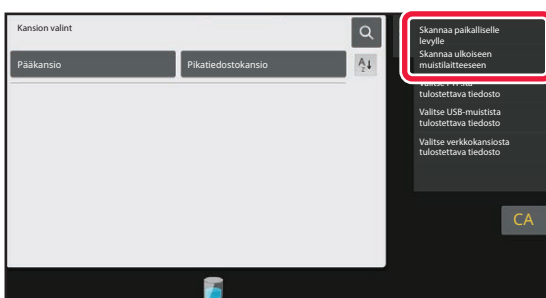 Kansion valint
Pääkansio
Pikatiedostokansio
A
Z
Skannaa paikalliselle
levylle
Skannaa ulkoiseen
muistilaitteeseen
tulostettava tiedosto
Valitse USB-muistista
tulostettava tiedosto
Valitse verkkokansiosta
tulostettava tiedosto
CA